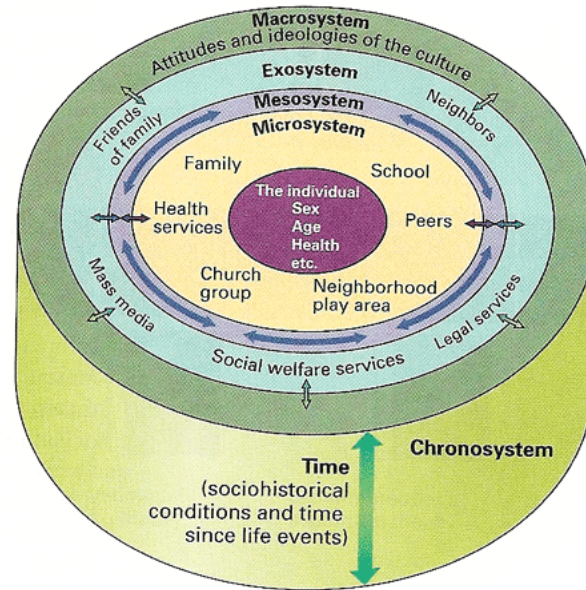 Macrosystem
Attitudes and ideologies of the culture
Exosystem
Mesosystem
Microsystem
Friends
of family
Neighbors
Family
School
The individual
Sex
Age
Health
etc.
Health
services
Peers
Church
group
Neighborhood
play area
Mass media
Legal services
Social welfare services
Chronosystem
Time
(sociohistorical
conditions and time
since life events)